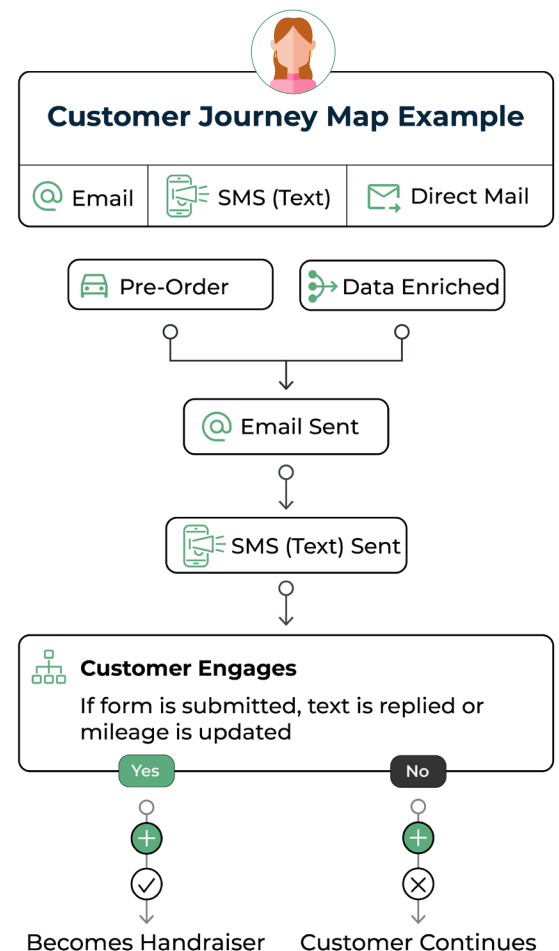 Customer Journey Map Example
Email
SMS (Text)
Direct Mail
Pre-Order
Data Enriched
Email Sent
SMS (Text) Sent
Customer Engages
If form is submitted, text is replied or
mileage is updated
Yes
No
Becomes Handraiser
Customer Continues